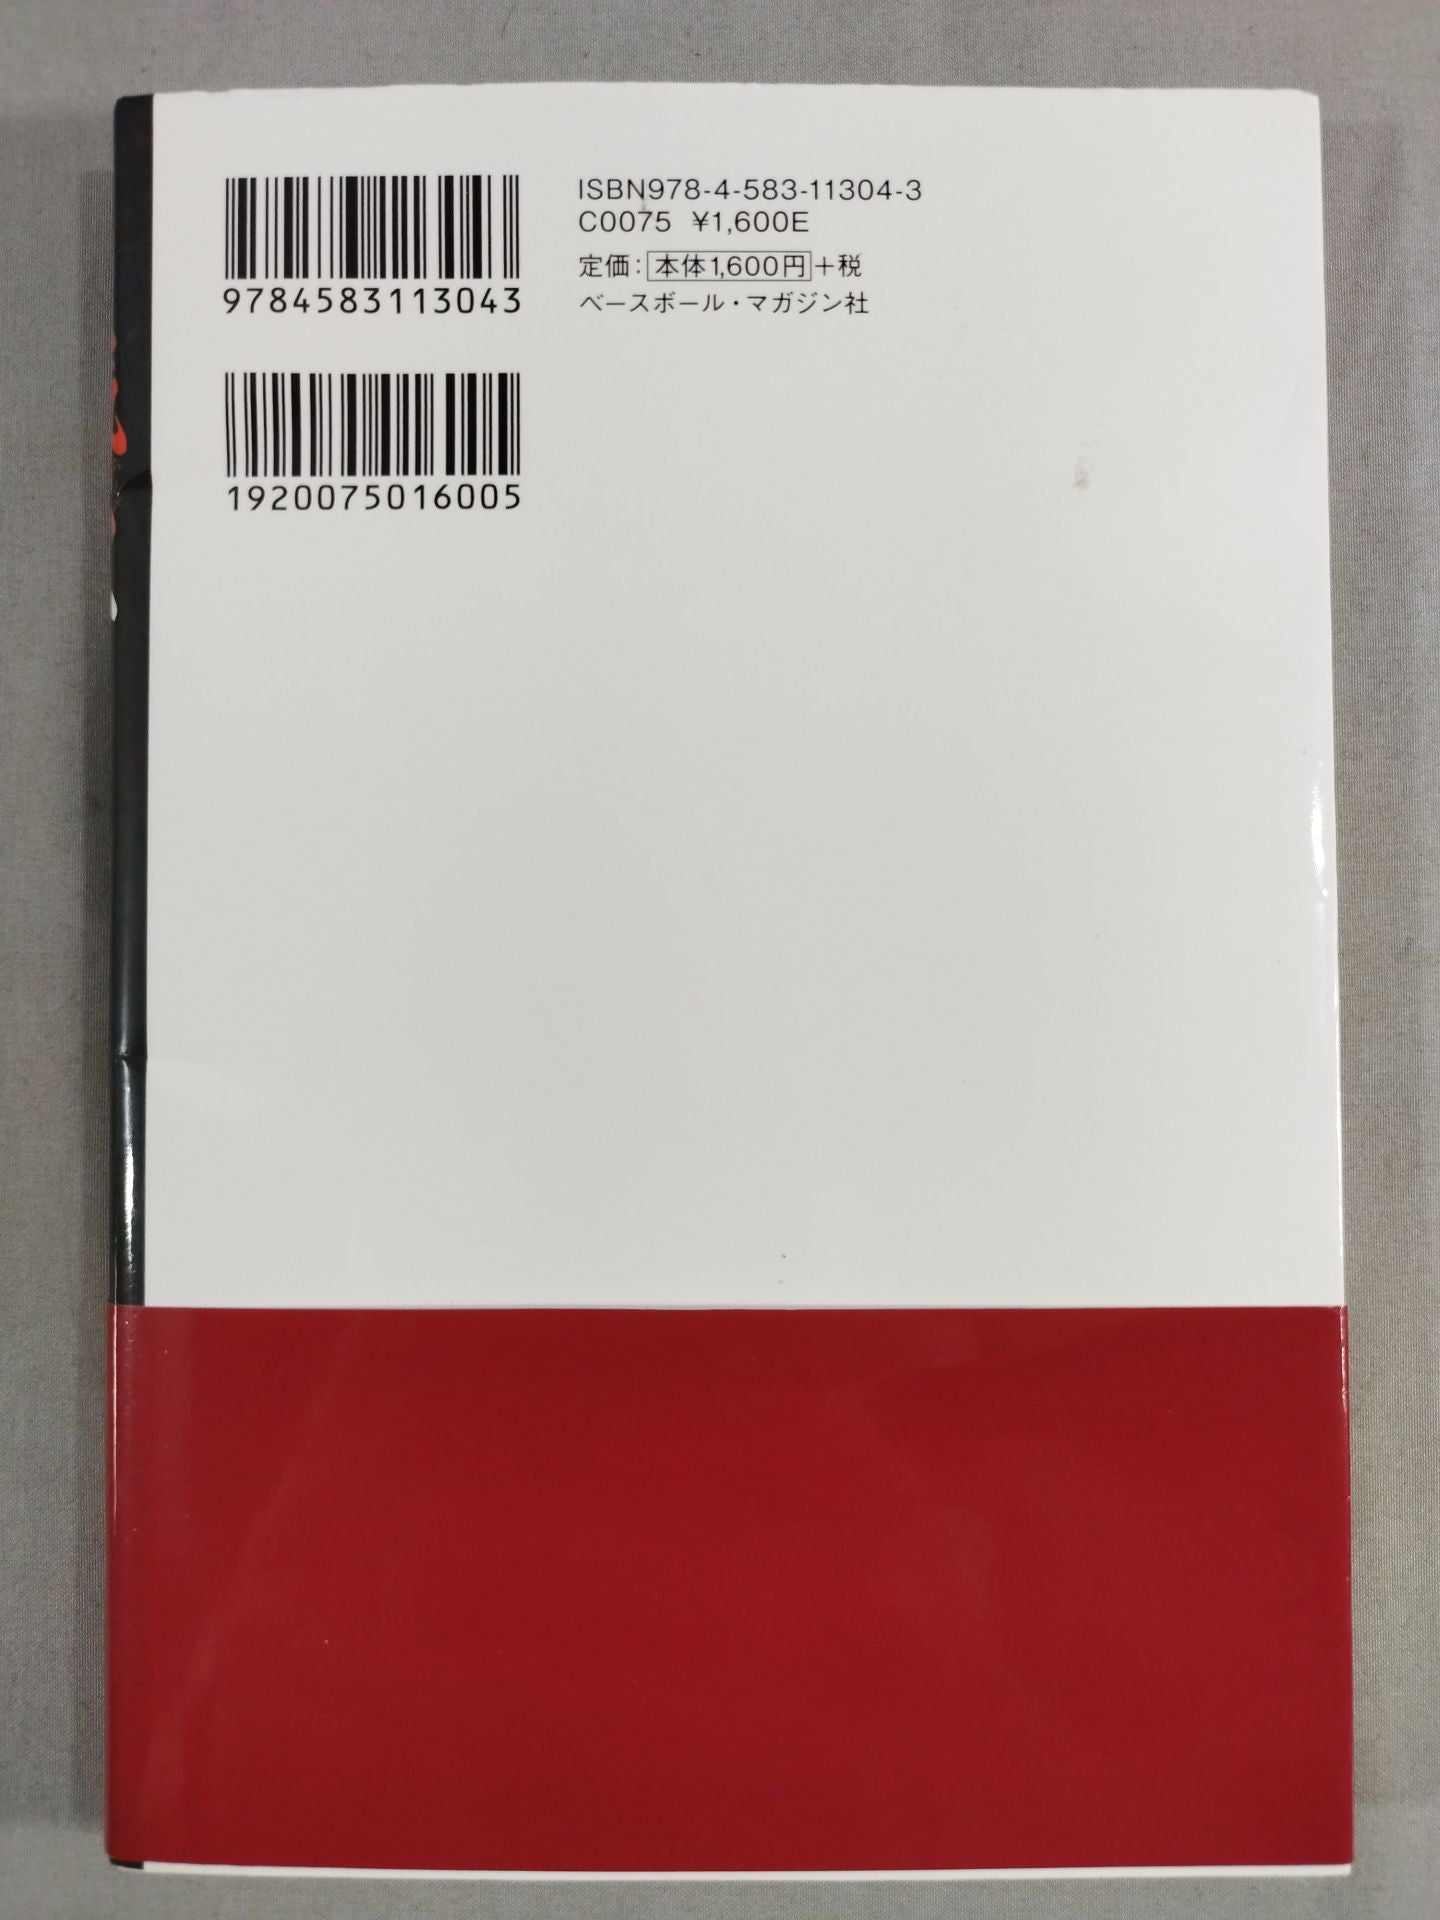 ISBN978-4-583-11304-3
C0075 ¥1,600E
定価：本体1,600円+税
ベースボール・マガジン社
9784583113043
1920075016005